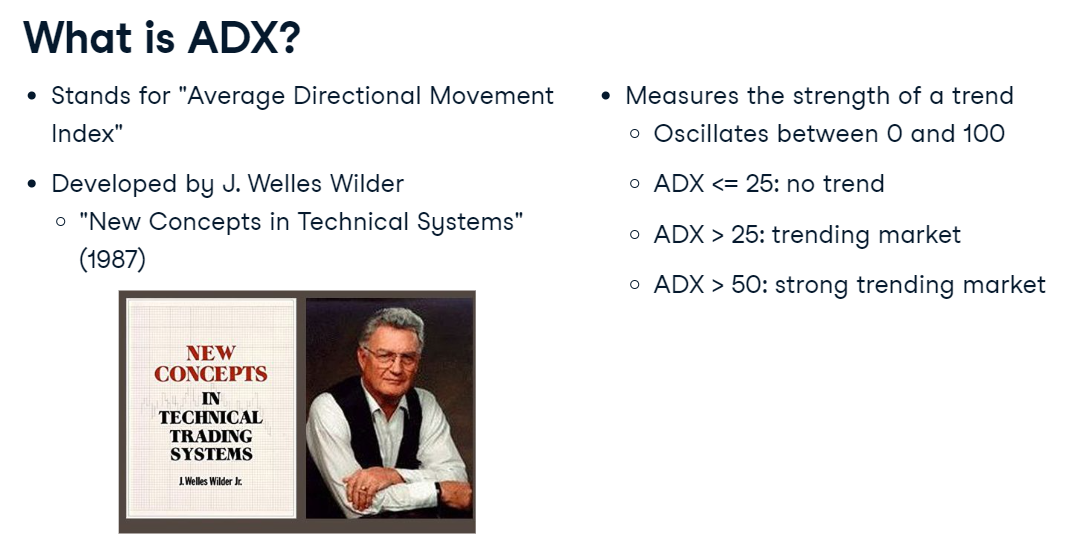 What is ADX?
Stands for "Average Directional Movement
Index"
Developed by J. Welles Wilder
"New Concepts in Technical Systems"
(1987)
NEW
CONCEPTS
IN
TECHNICAL
TRADING
SYSTEMS
J. Welles Wilder Jr.
Measures the strength of a trend
Oscillates between 0 and 100
ADX <= 25: no trend
ADX > 25: trending market
ADX > 50: strong trending market